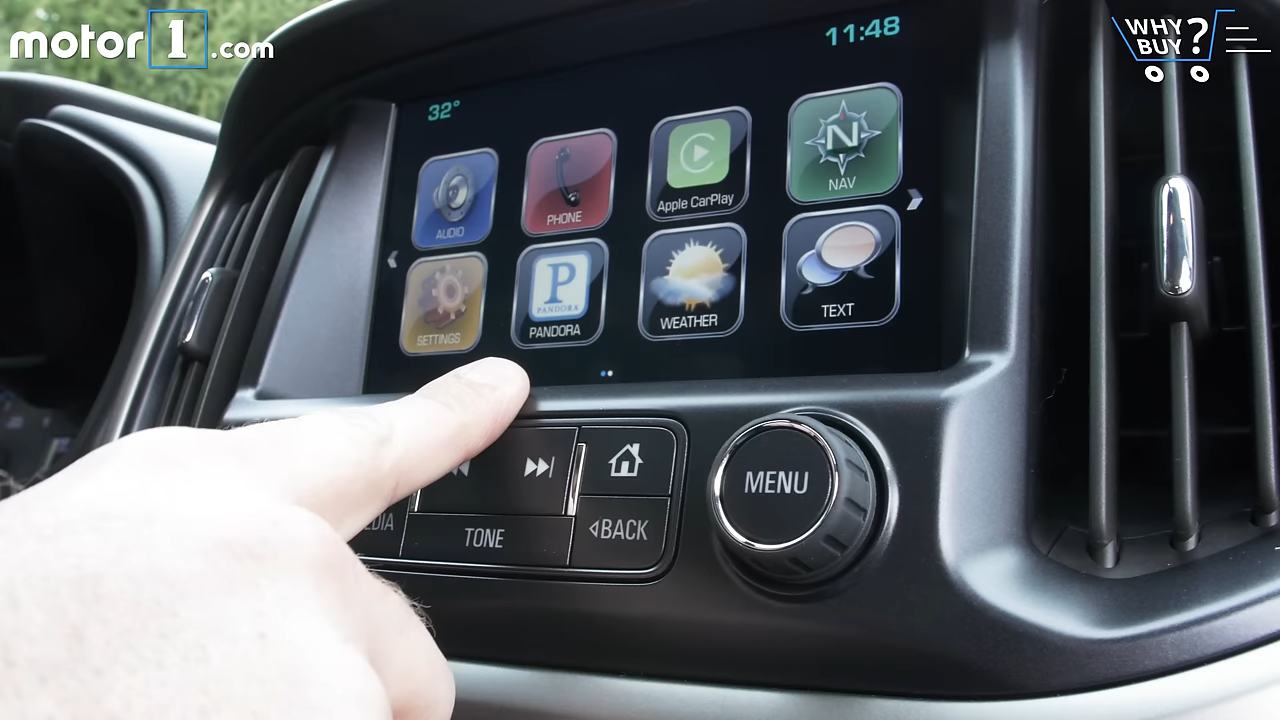 motor1.com
WHY
BUY?
11:48
32°
AUDIO
PHONE
Apple CarPlay
N
NAV
SETTINGS
P
PANDORA
PANDORA
WEATHER
TEXT
TONE
BACK
MENU